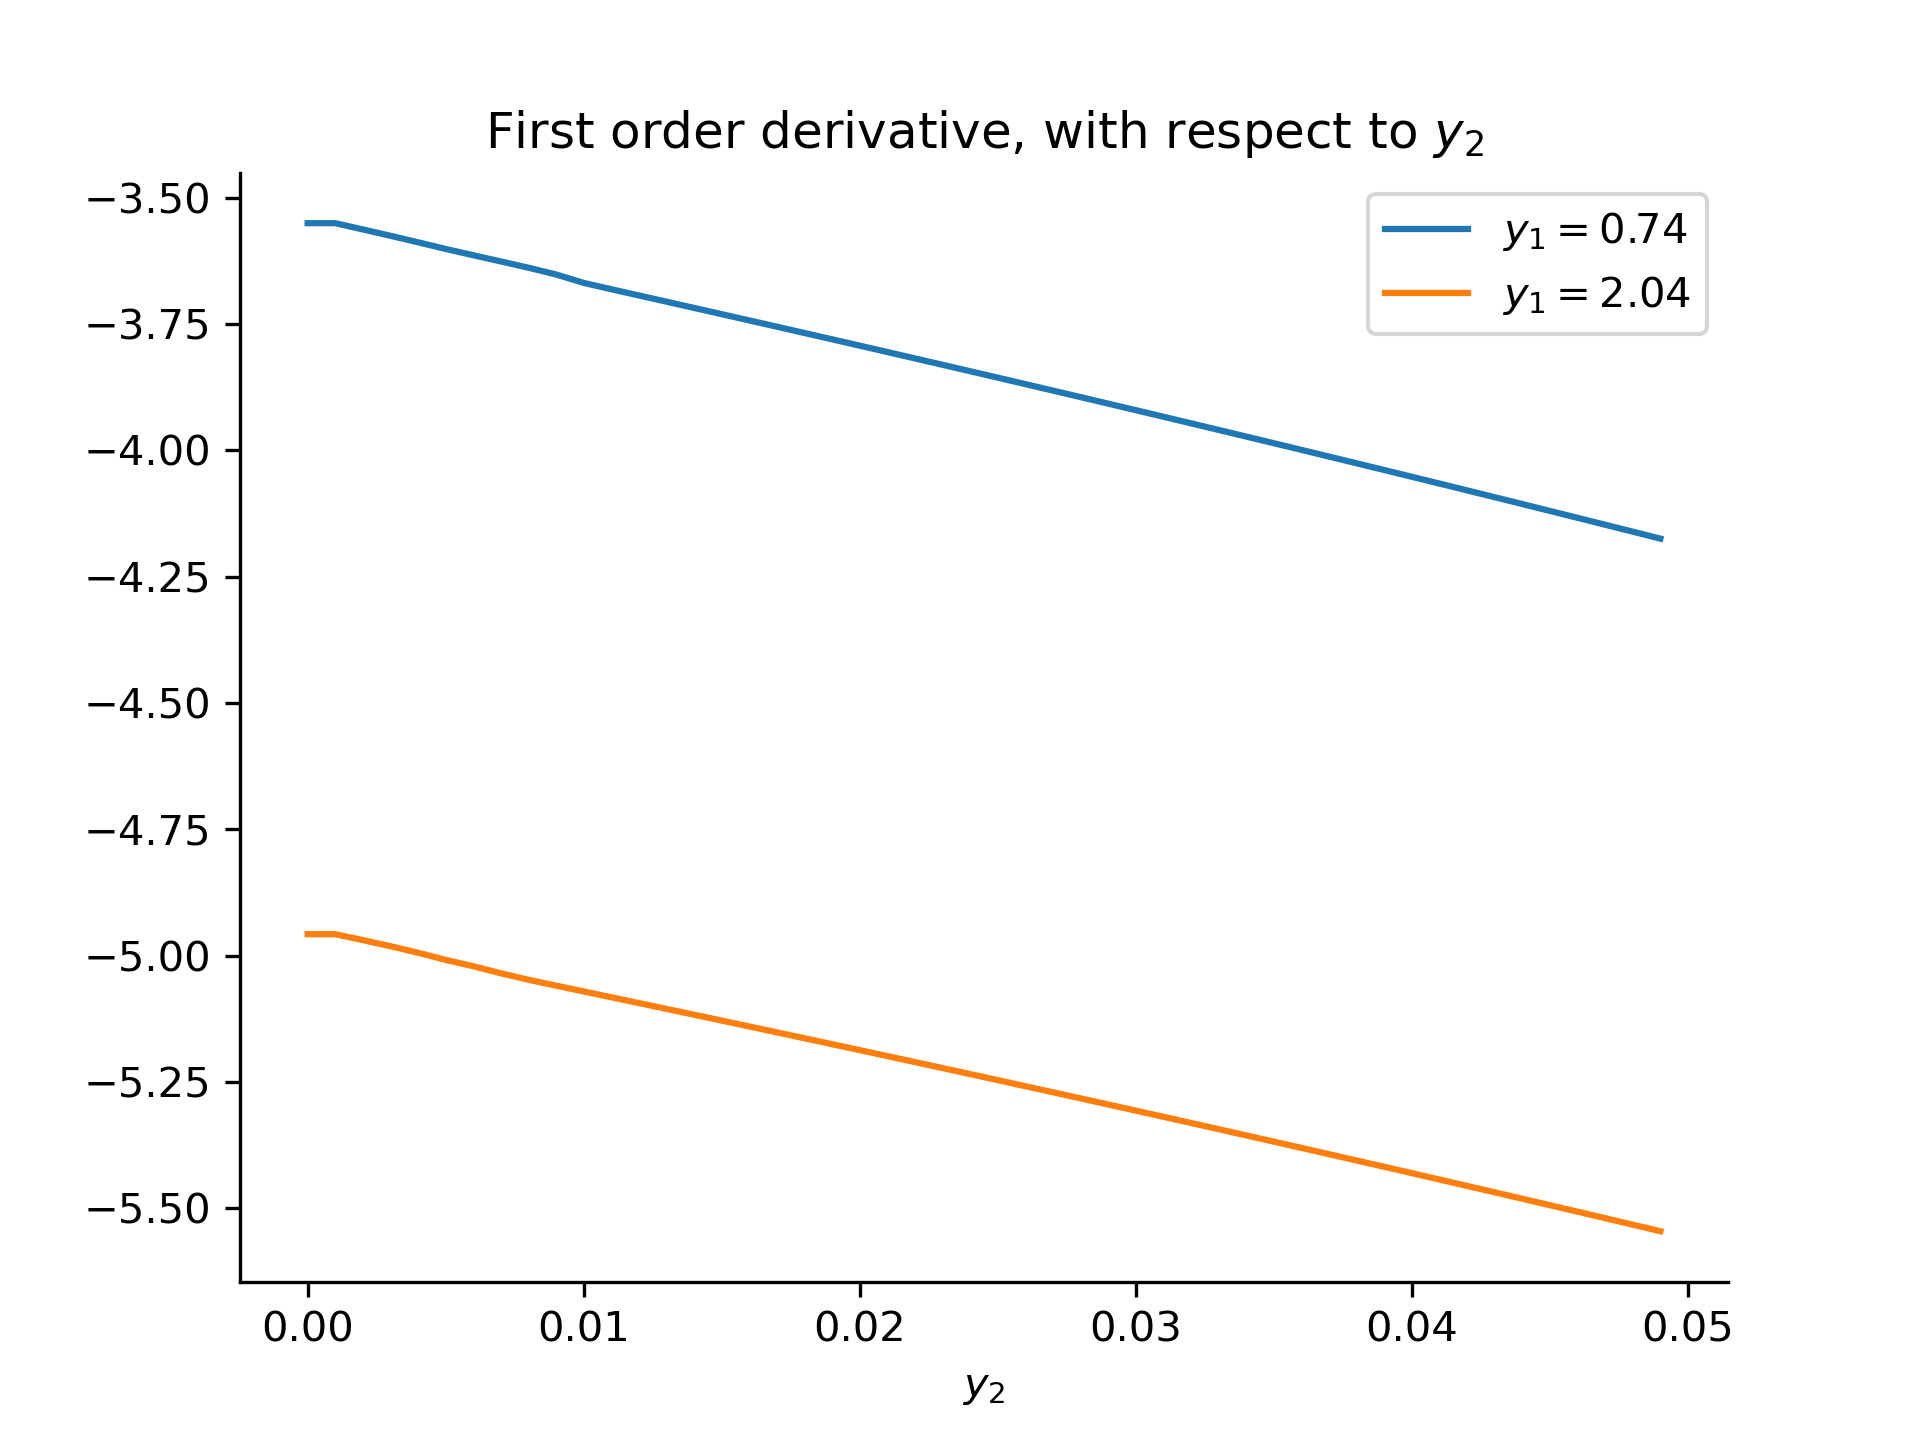 First order derivative, with respect to y₂
y₁ = 0.74
y₁ = 2.04
−3.50
−3.75
−4.00
−4.25
−4.50
−4.75
−5.00
−5.25
−5.50
0.00 0.01 0.02 0.03 0.04 0.05
y₂